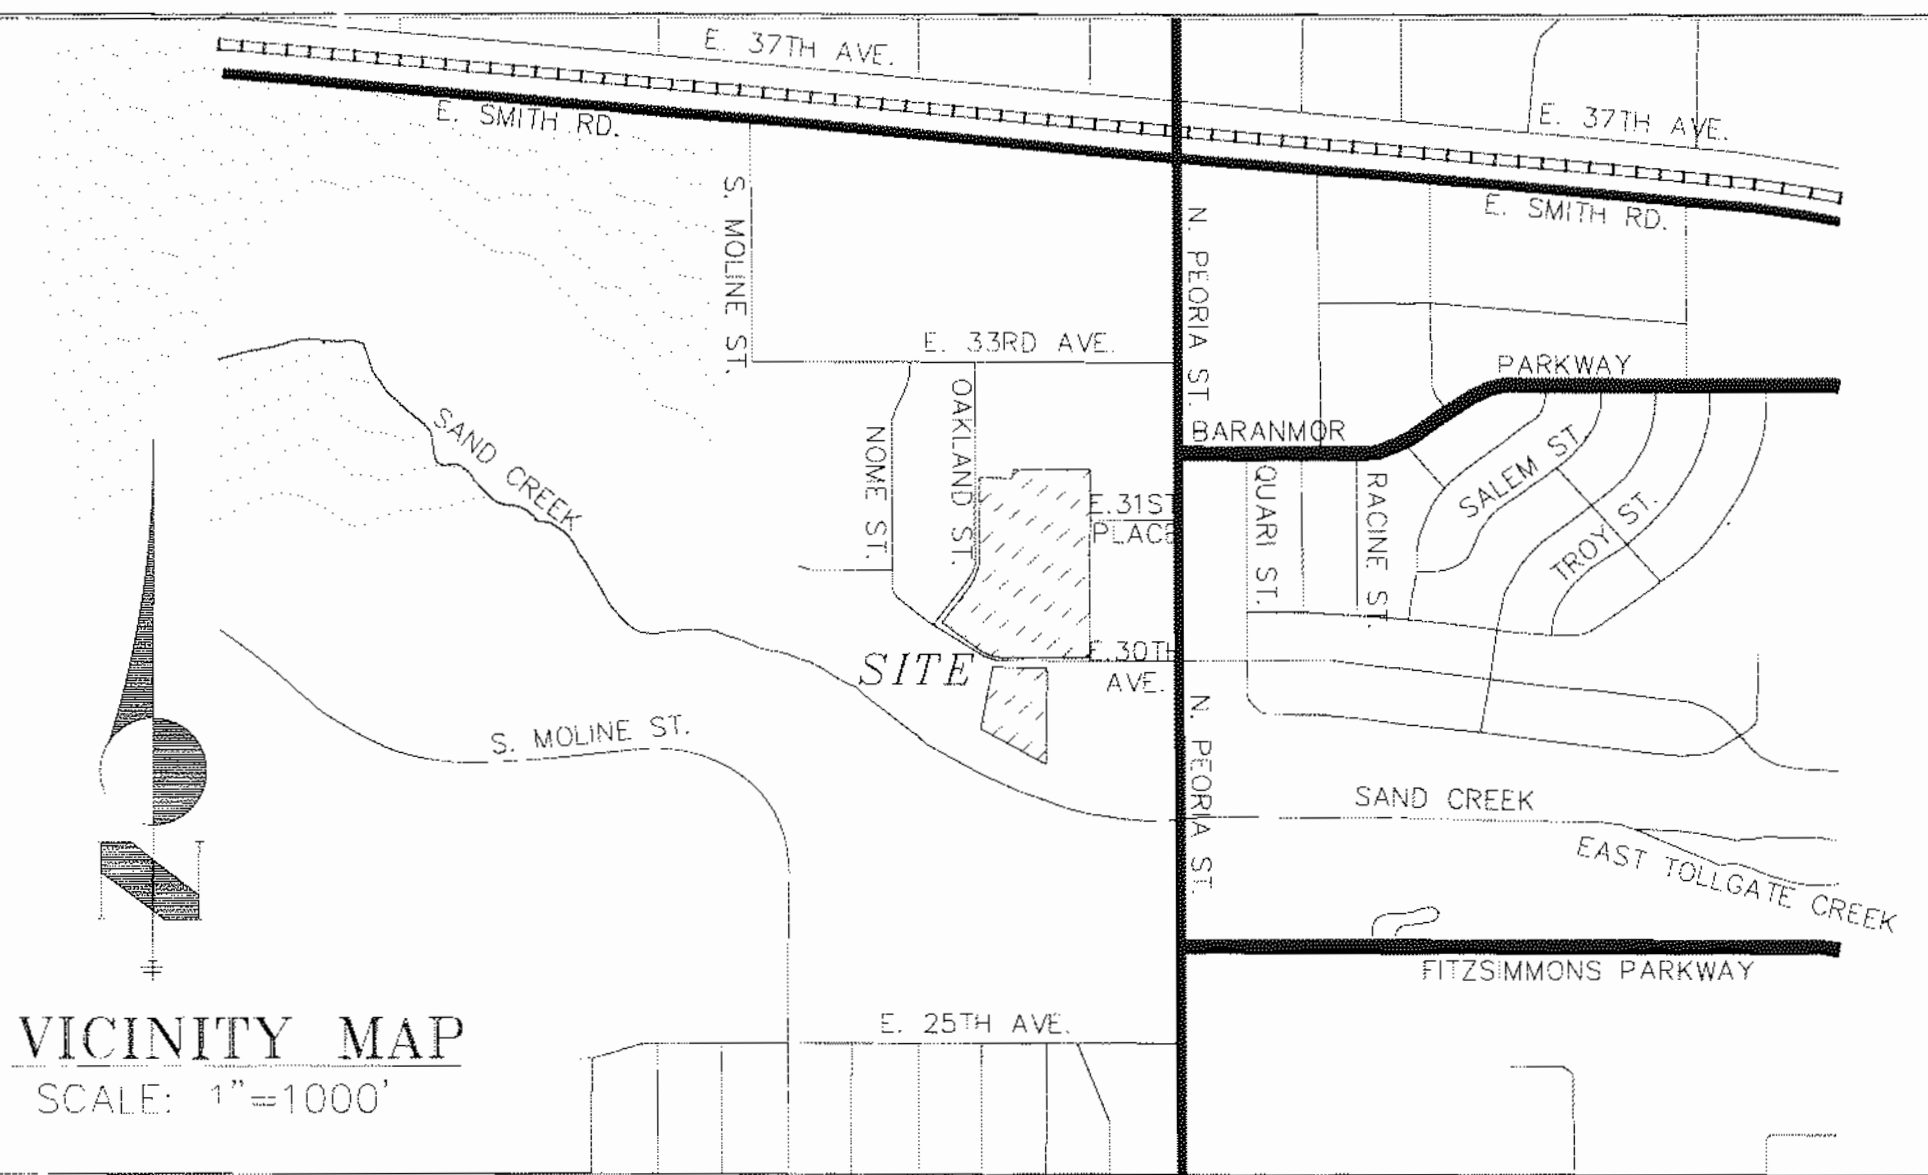 E. 37TH AVE.
E. SMITH RD.
E. 37TH AVE.
E. SMITH RD.
S. MOLINE ST.
N. PEORIA ST.
E. 33RD AVE.
PARKWAY
BARANMOR
OAKLAND ST.
NOME ST.
SAND CREEK
E.31ST
PLACE
QUARI ST.
RACINE ST.
SALEM ST.
TROY ST.
SITE
E.30TH
AVE.
S. MOLINE ST.
N. PEORIA ST.
SAND CREEK
EAST TOLLGATE CREEK
N
FITZSIMMONS PARKWAY
E. 25TH AVE.
VICINITY MAP
SCALE: 1"=1000'